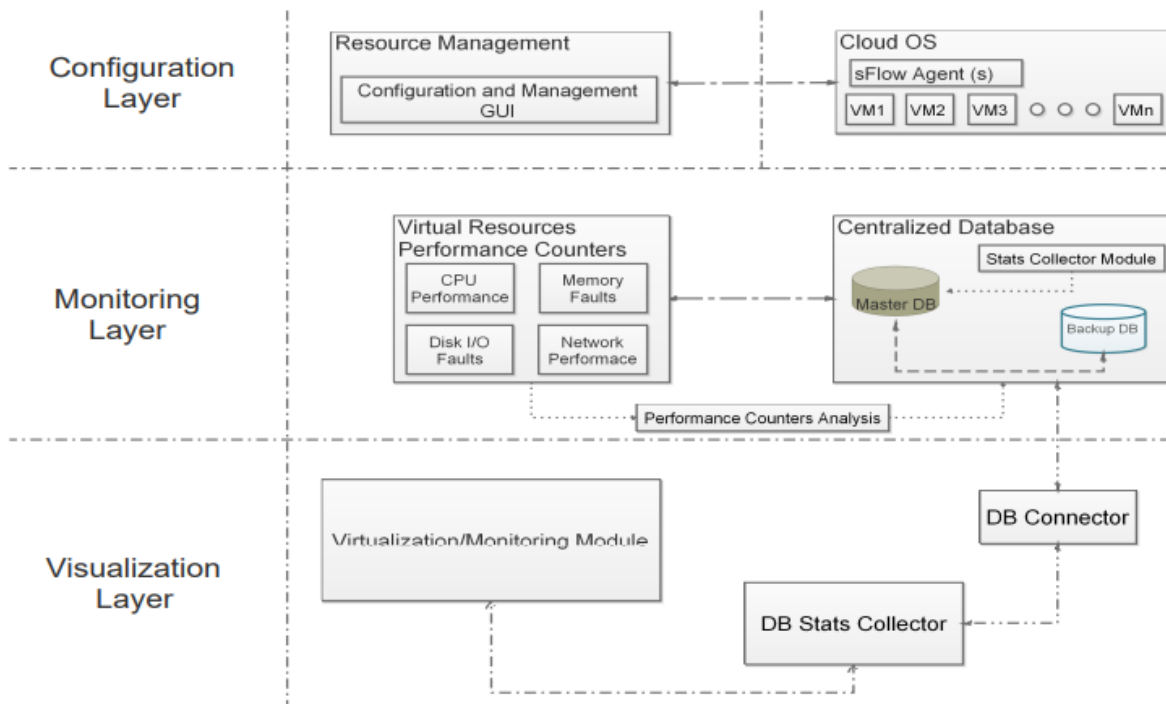 Configuration
Layer
Resource Management
Configuration and Management
GUI
Cloud OS
sFlow Agent (s)
VM1
VM2
VM3
VMn
Monitoring
Layer
Virtual Resources
Performance Counters
CPU
Performance
Memory
Faults
Disk I/O
Faults
Network
Performace
Centralized Database
Stats Collector Module
Master DB
Backup DB
Performance Counters Analysis
Visualization
Layer
Virtualization/Monitoring Module
DB Connector
DB Stats Collector